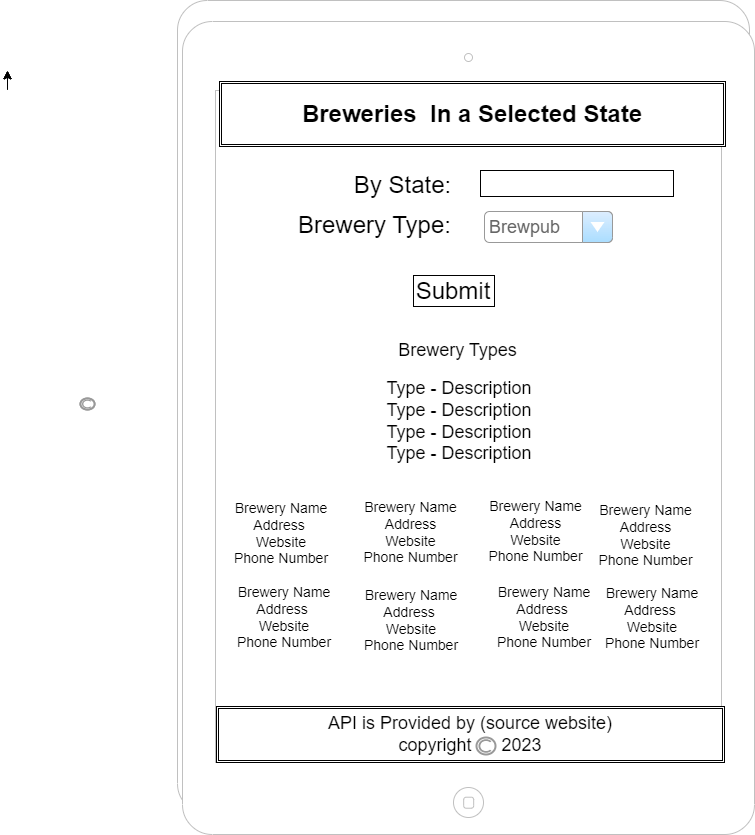 Breweries In a Selected State
By State:
Brewery Type: Brewpub
Submit
Brewery Types
Type - Description
Type - Description
Type - Description
Type - Description
Brewery Name Brewery Name Brewery Name Brewery Name
Address Address Address Address
Website Website Website Website
Phone Number Phone Number Phone Number Phone Number
Brewery Name Brewery Name Brewery Name Brewery Name
Address Address Address Address
Website Website Website Website
Phone Number Phone Number Phone Number Phone Number
API is Provided by (source website)
copyright © 2023